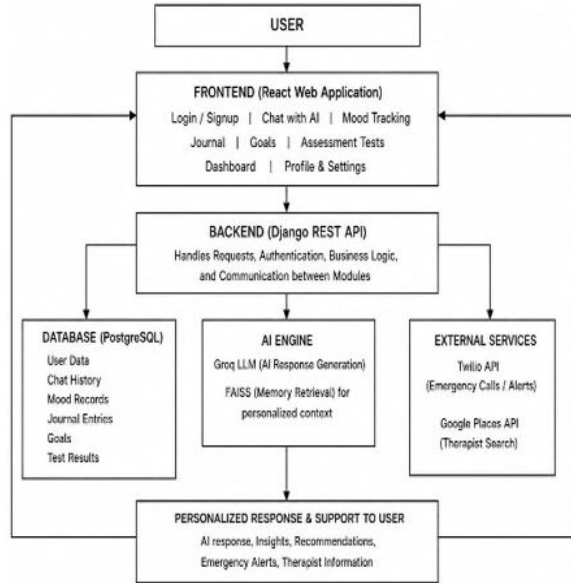 USER
FRONTEND (React Web Application)
Login / Signup | Chat with AI | Mood Tracking
Journal | Goals | Assessment Tests
Dashboard | Profile & Settings
BACKEND (Django REST API)
Handles Requests, Authentication, Business Logic,
and Communication between Modules
DATABASE (PostgreSQL)
User Data
Chat History
Mood Records
Journal Entries
Goals
Test Results
AI ENGINE
Groq LLM (AI Response Generation)
FAISS (Memory Retrieval) for
personalized context
EXTERNAL SERVICES
Twilio API
(Emergency Calls / Alerts)
Google Places API
(Therapist Search)
PERSONALIZED RESPONSE & SUPPORT TO USER
AI response, Insights, Recommendations,
Emergency Alerts, Therapist Information